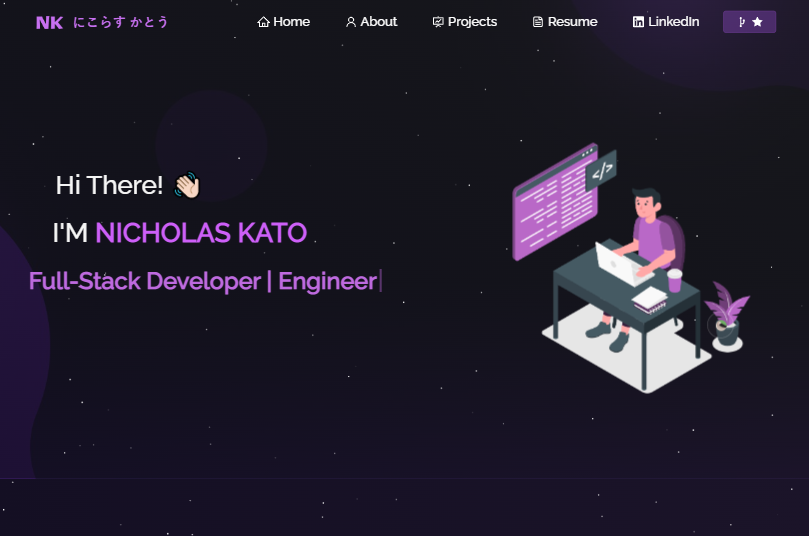 NK にこらす かとう Home About Projects Resume LinkedIn
Hi There! 👋🏻
I'M NICHOLAS KATO
Full-Stack Developer | Engineer|
</>